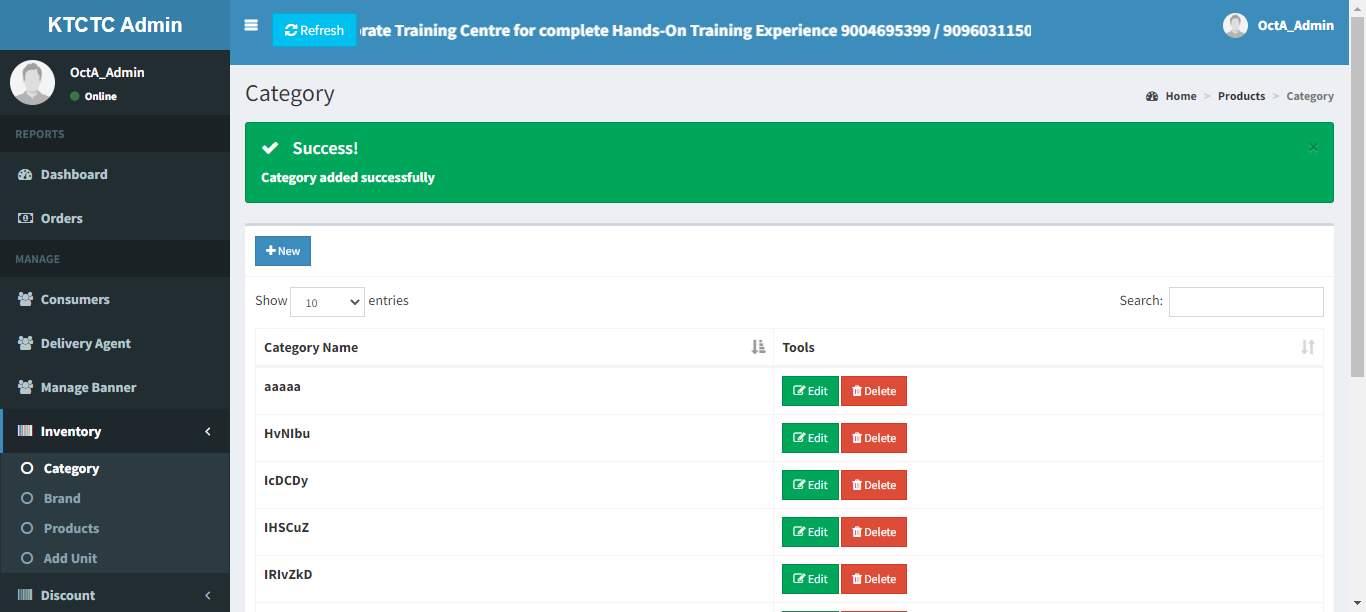 KTCTC Admin
Refresh
rate Training Centre for complete Hands-On Training Experience 9004695399 / 9096031150
OctA_Admin
OctA_Admin
Online
REPORTS
Dashboard
Orders
MANAGE
Consumers
Delivery Agent
Manage Banner
Inventory
Category
Brand
Products
Add Unit
Discount
Category
Home > Products > Category
Success!
×
Category added successfully
New
Show 10 entries
Search:
Category Name Tools
aaaaa Edit Delete
HvNIbu Edit Delete
IcDCDy Edit Delete
IHSCuZ Edit Delete
IRIvZkD Edit Delete